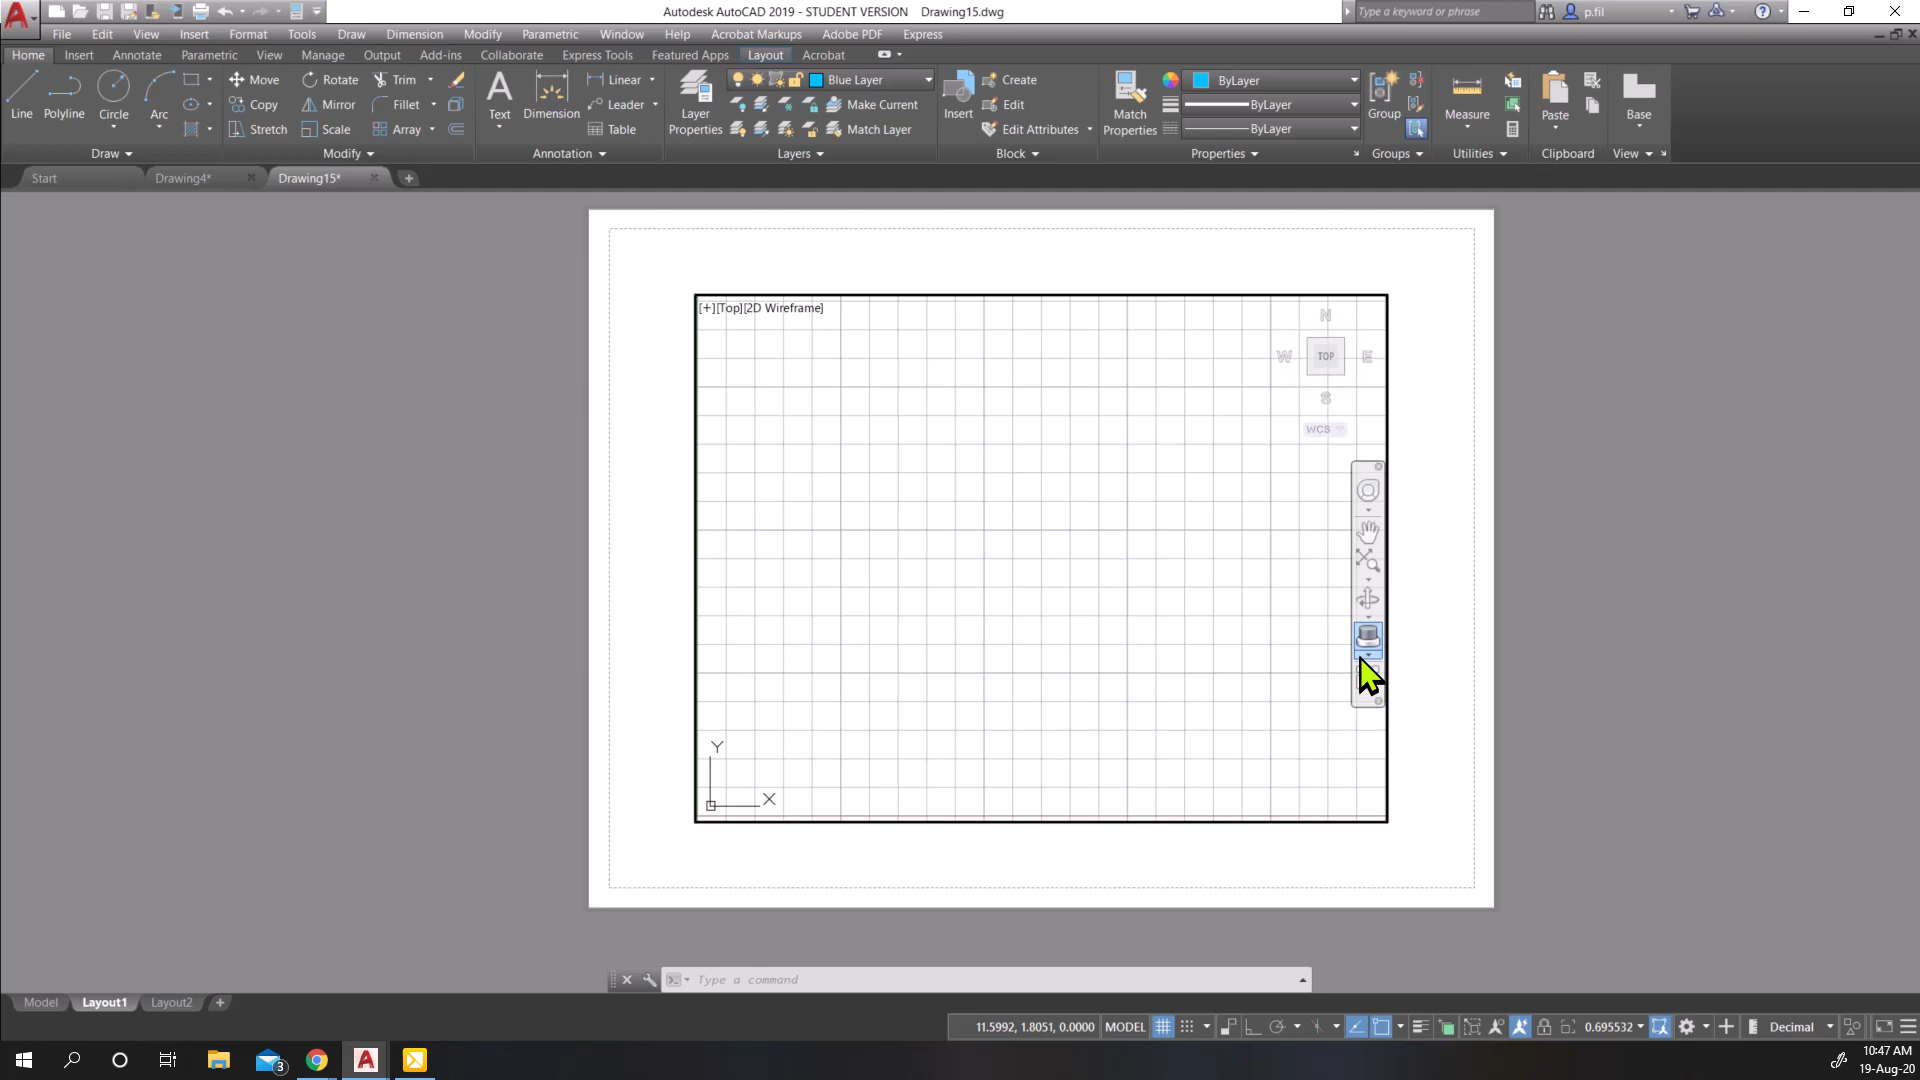 Autodesk AutoCAD 2019 - STUDENT VERSION Drawing15.dwg
Type a keyword or phrase
p.fil
File Edit View Insert Format Tools Draw Dimension Modify Parametric Window Help Acrobat Markups Adobe PDF Express
Home Insert Annotate Parametric View Manage Output Add-ins Collaborate Express Tools Featured Apps Layout Acrobat
Line Polyline Circle Arc
Move Rotate Trim
Copy Mirror Fillet
Stretch Scale Array
Text Dimension
Linear
Leader
Table
Layer Properties
Blue Layer
Make Current
Match Layer
Insert
Create
Edit
Edit Attributes
Match Properties
ByLayer
ByLayer
ByLayer
Group
Measure
Paste
Base
Draw Modify Annotation Layers Block Properties Groups Utilities Clipboard View
Start Drawing4* Drawing15*
[+][Top][2D Wireframe]
N
W TOP E
S
WCS
Y
X
Type a command
Model Layout1 Layout2
11.5992, 1.8051, 0.0000 MODEL 0.695532 Decimal
3
10:47 AM
19-Aug-20